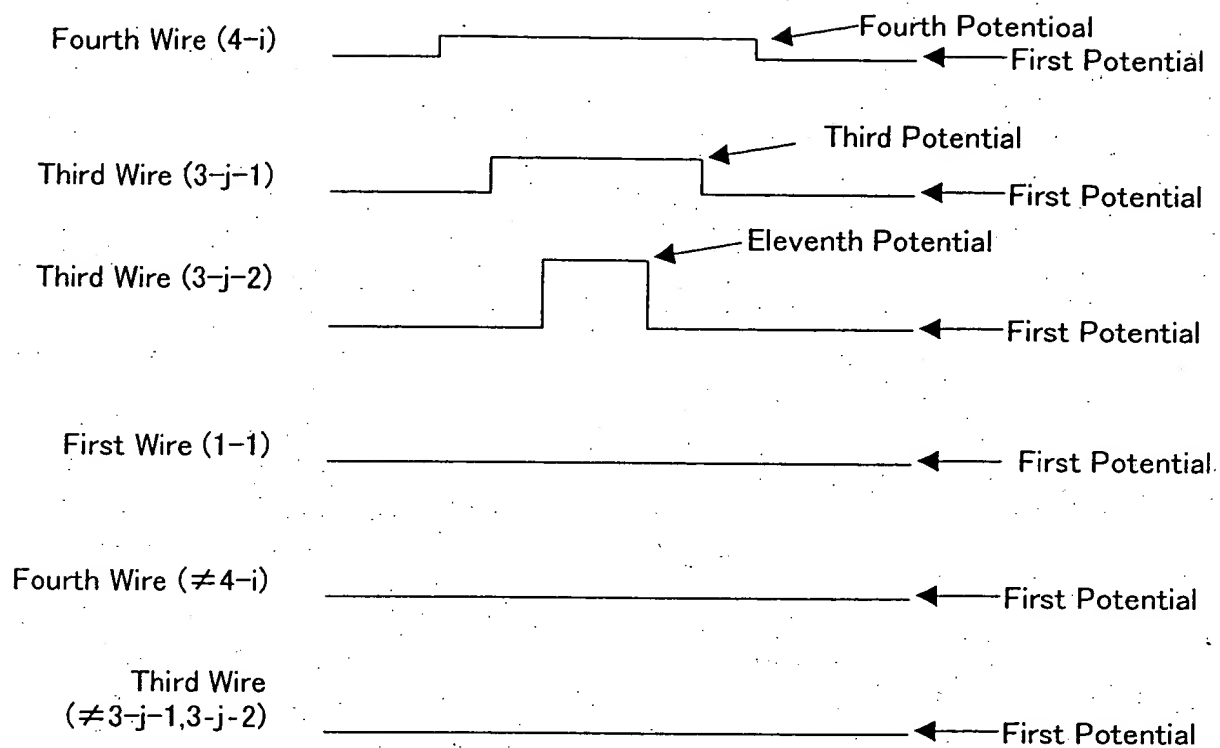 Fourth Wire (4-i)
Fourth Potentioal
First Potential
Third Wire (3-j-1)
Third Potential
First Potential
Third Wire (3-j-2)
Eleventh Potential
First Potential
First Wire (1-1)
First Potential
Fourth Wire (≠4-i)
First Potential
Third Wire
(≠3-j-1,3-j-2)
First Potential